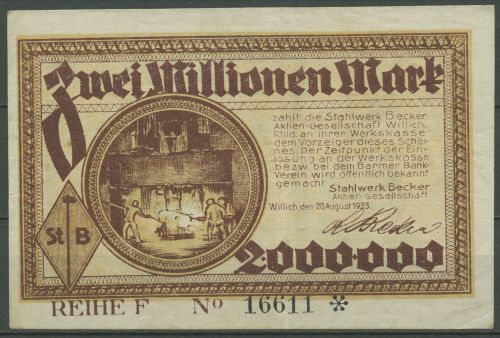 Zwei Millionen Mark
zahlt die Stahlwerk Becker
Aktien-Gesellschaft Willich,
Rhld. an ihrer Werkskasse
dem Vorzeiger dieses Schei-
nes. Der Zeitpunkt der Ein-
lösung an der Werkskasse
bezw. bei dem Barmer Bank-
Verein wird öffentlich bekannt
gemacht.
Stahlwerk Becker
Aktien-Gesellschaft
Willich, den 20. August 1923.
St B
2·000·000
REIHE F No 16611 *